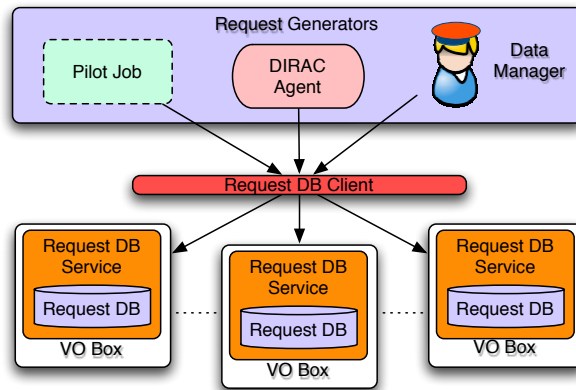 Request Generators
Pilot Job
DIRAC
Agent
Data
Manager
Request DB Client
Request DB
Service
Request DB
VO Box
Request DB
Service
Request DB
VO Box
Request DB
Service
Request DB
VO Box